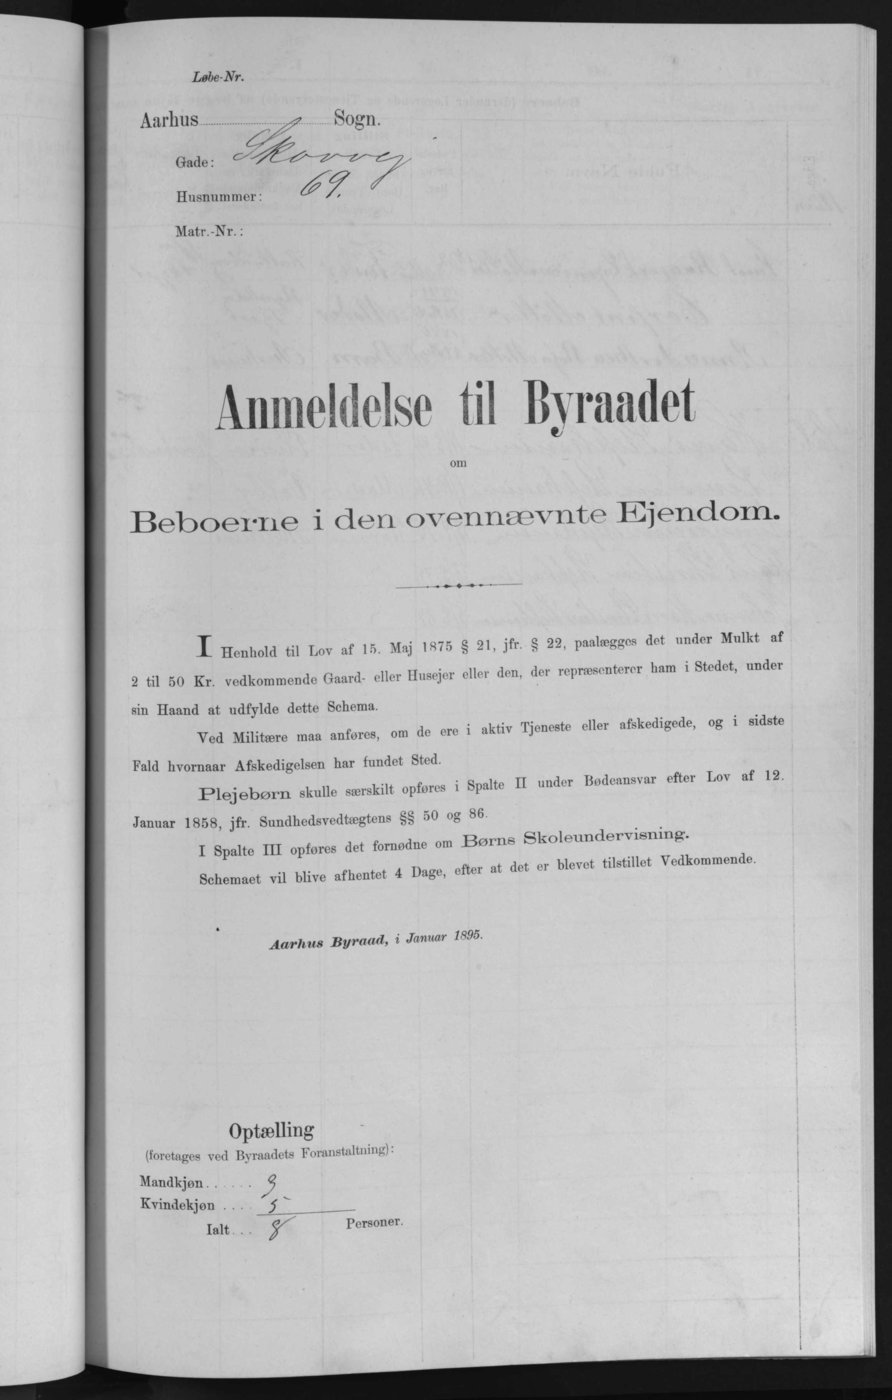 Løbe-Nr.
Aarhus Sogn.
Gade: Skovvej
Husnummer: 69.
Matr.-Nr.:
Anmeldelse til Byraadet
om
Beboerne i den ovennævnte Ejendom.
I Henhold til Lov af 15. Maj 1875 § 21, jfr. § 22, paalægges det under Mulkt af
2 til 50 Kr. vedkommende Gaard- eller Husejer eller den, der repræsenterer ham i Stedet, under
sin Haand at udfylde dette Schema.
Ved Militære maa anføres, om de ere i aktiv Tjeneste eller afskedigede, og i sidste
Fald hvornaar Afskedigelsen har fundet Sted.
Plejebørn skulle særskilt opføres i Spalte II under Bødeansvar efter Lov af 12.
Januar 1858, jfr. Sundhedsvedtægtens §§ 50 og 86.
I Spalte III opføres det fornødne om Børns Skoleundervisning.
Schemaet vil blive afhentet 4 Dage, efter at det er blevet tilstillet Vedkommende.
Aarhus Byraad, i Januar 1895.
Optælling
(foretages ved Byraadets Foranstaltning):
Mandkjøn...... 3
Kvindekjøn .... 5
Ialt... 8 Personer.